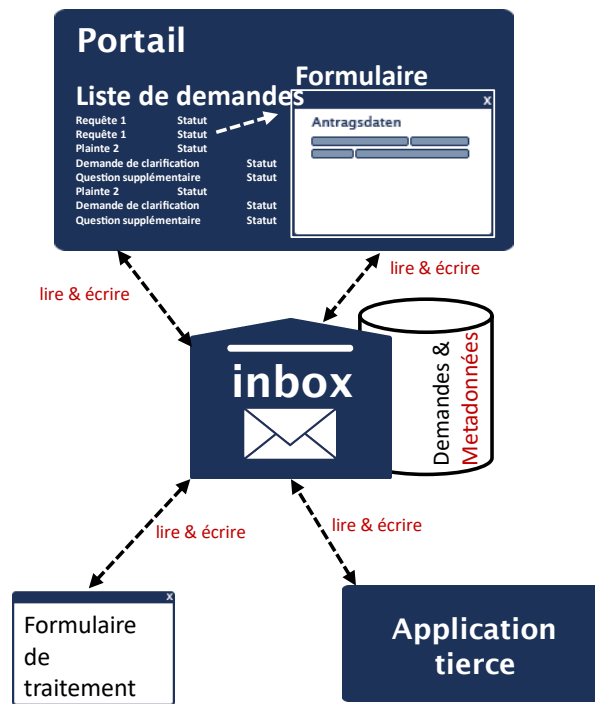 Portail
Formulaire
Liste de demandes
x
Requête 1 Statut
Requête 1 Statut
Plainte 2 Statut
Demande de clarification Statut
Question supplémentaire Statut
Plainte 2 Statut
Demande de clarification Statut
Question supplémentaire Statut
Antragsdaten
lire & écrire
lire & écrire
inbox
Demandes &
Metadonnées
lire & écrire
lire & écrire
x
Formulaire
de
traitement
Application
tierce